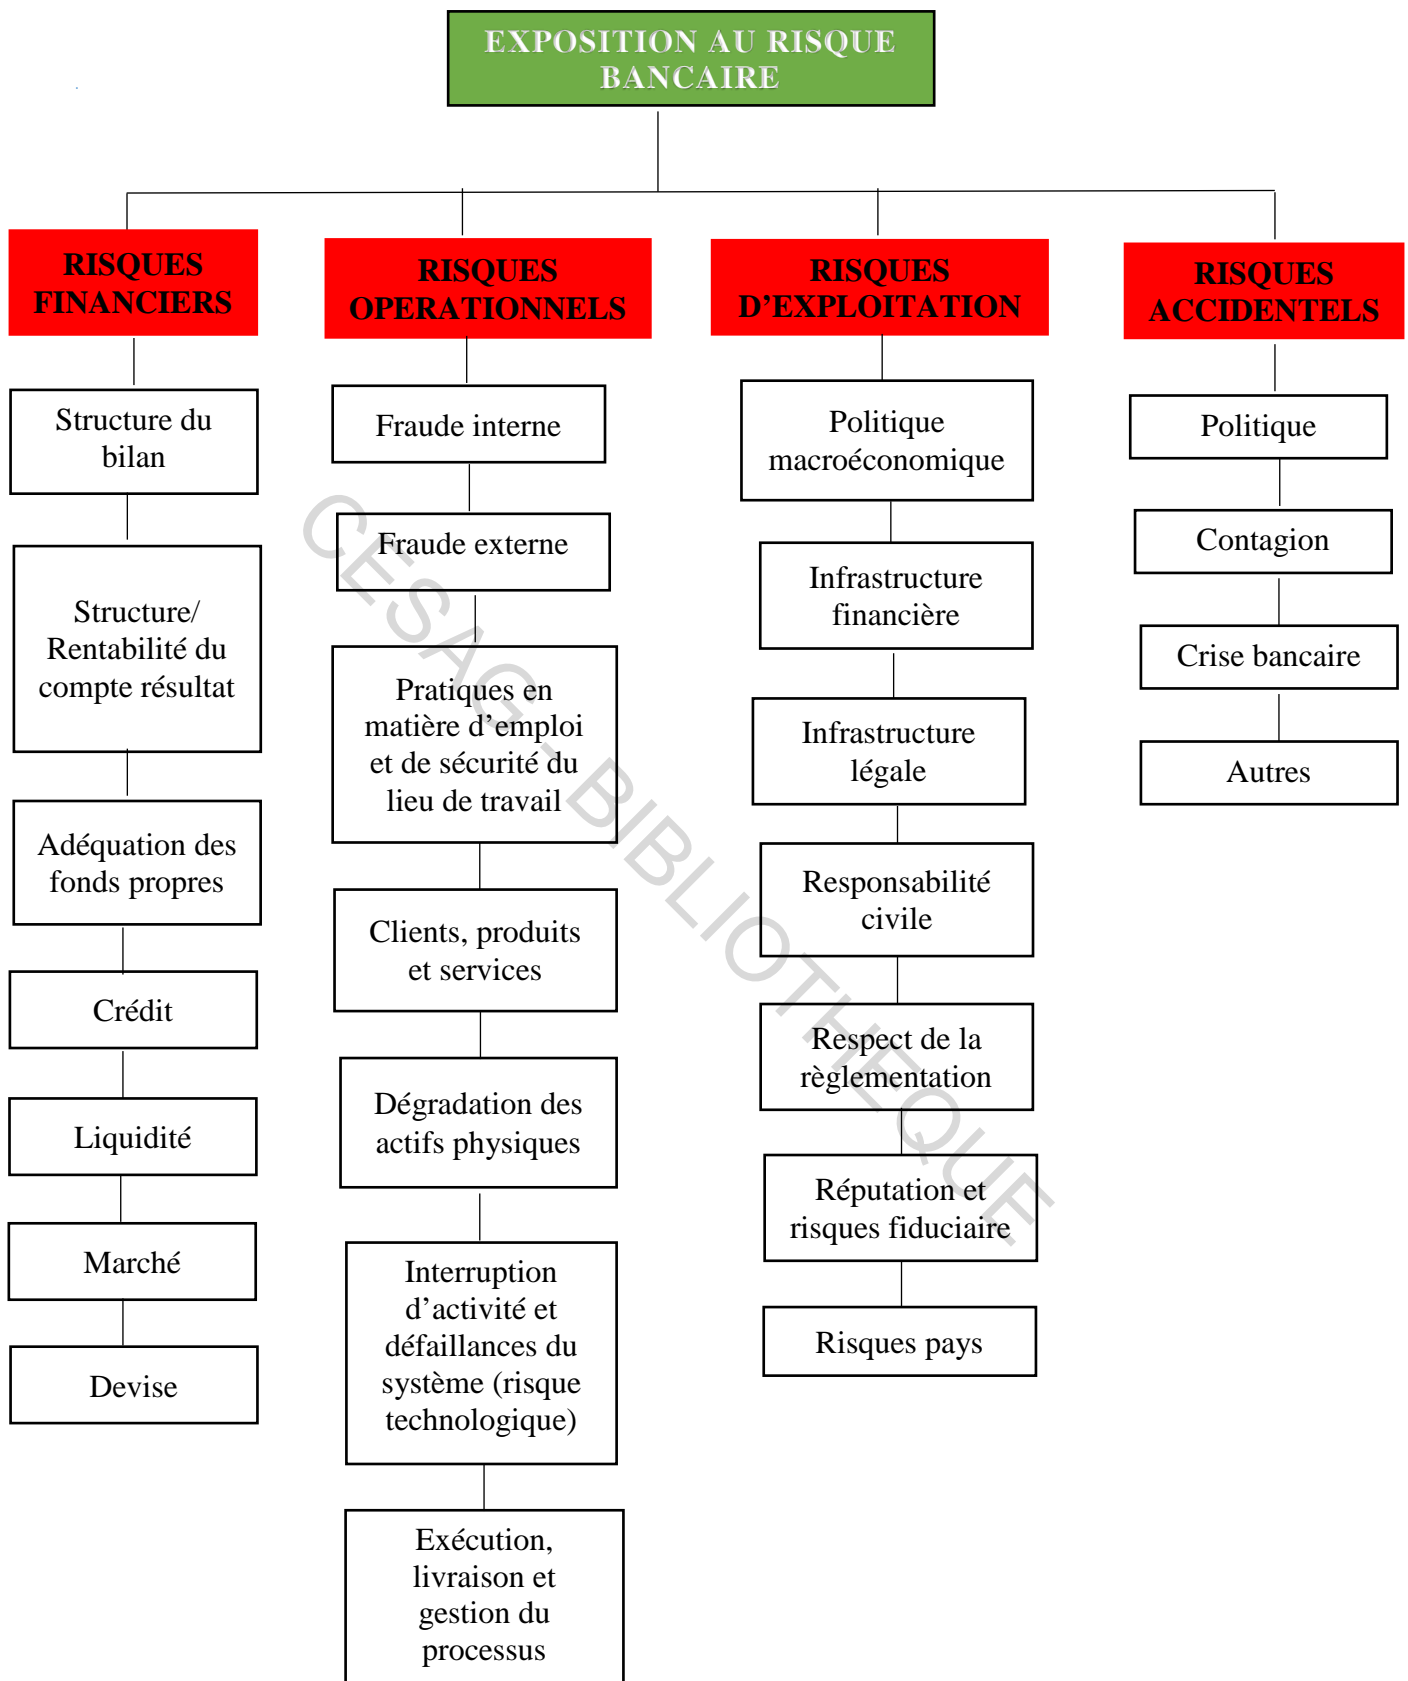 EXPOSITION AU RISQUE
BANCAIRE
RISQUES
FINANCIERS
Structure du
bilan
Structure/
Rentabilité du
compte résultat
Adéquation des
fonds propres
Crédit
Liquidité
Marché
Devise
RISQUES
OPERATIONNELS
Fraude interne
Fraude externe
Pratiques en
matière d’emploi
et de sécurité du
lieu de travail
Clients, produits
et services
Dégradation des
actifs physiques
Interruption
d’activité et
défaillances du
système (risque
technologique)
Exécution,
livraison et
gestion du
processus
RISQUES
D’EXPLOITATION
Politique
macroéconomique
Infrastructure
financière
Infrastructure
légale
Responsabilité
civile
Respect de la
règlementation
Réputation et
risques fiduciaire
Risques pays
RISQUES
ACCIDENTELS
Politique
Contagion
Crise bancaire
Autres
CESAG - BIBLIOTHEQUE